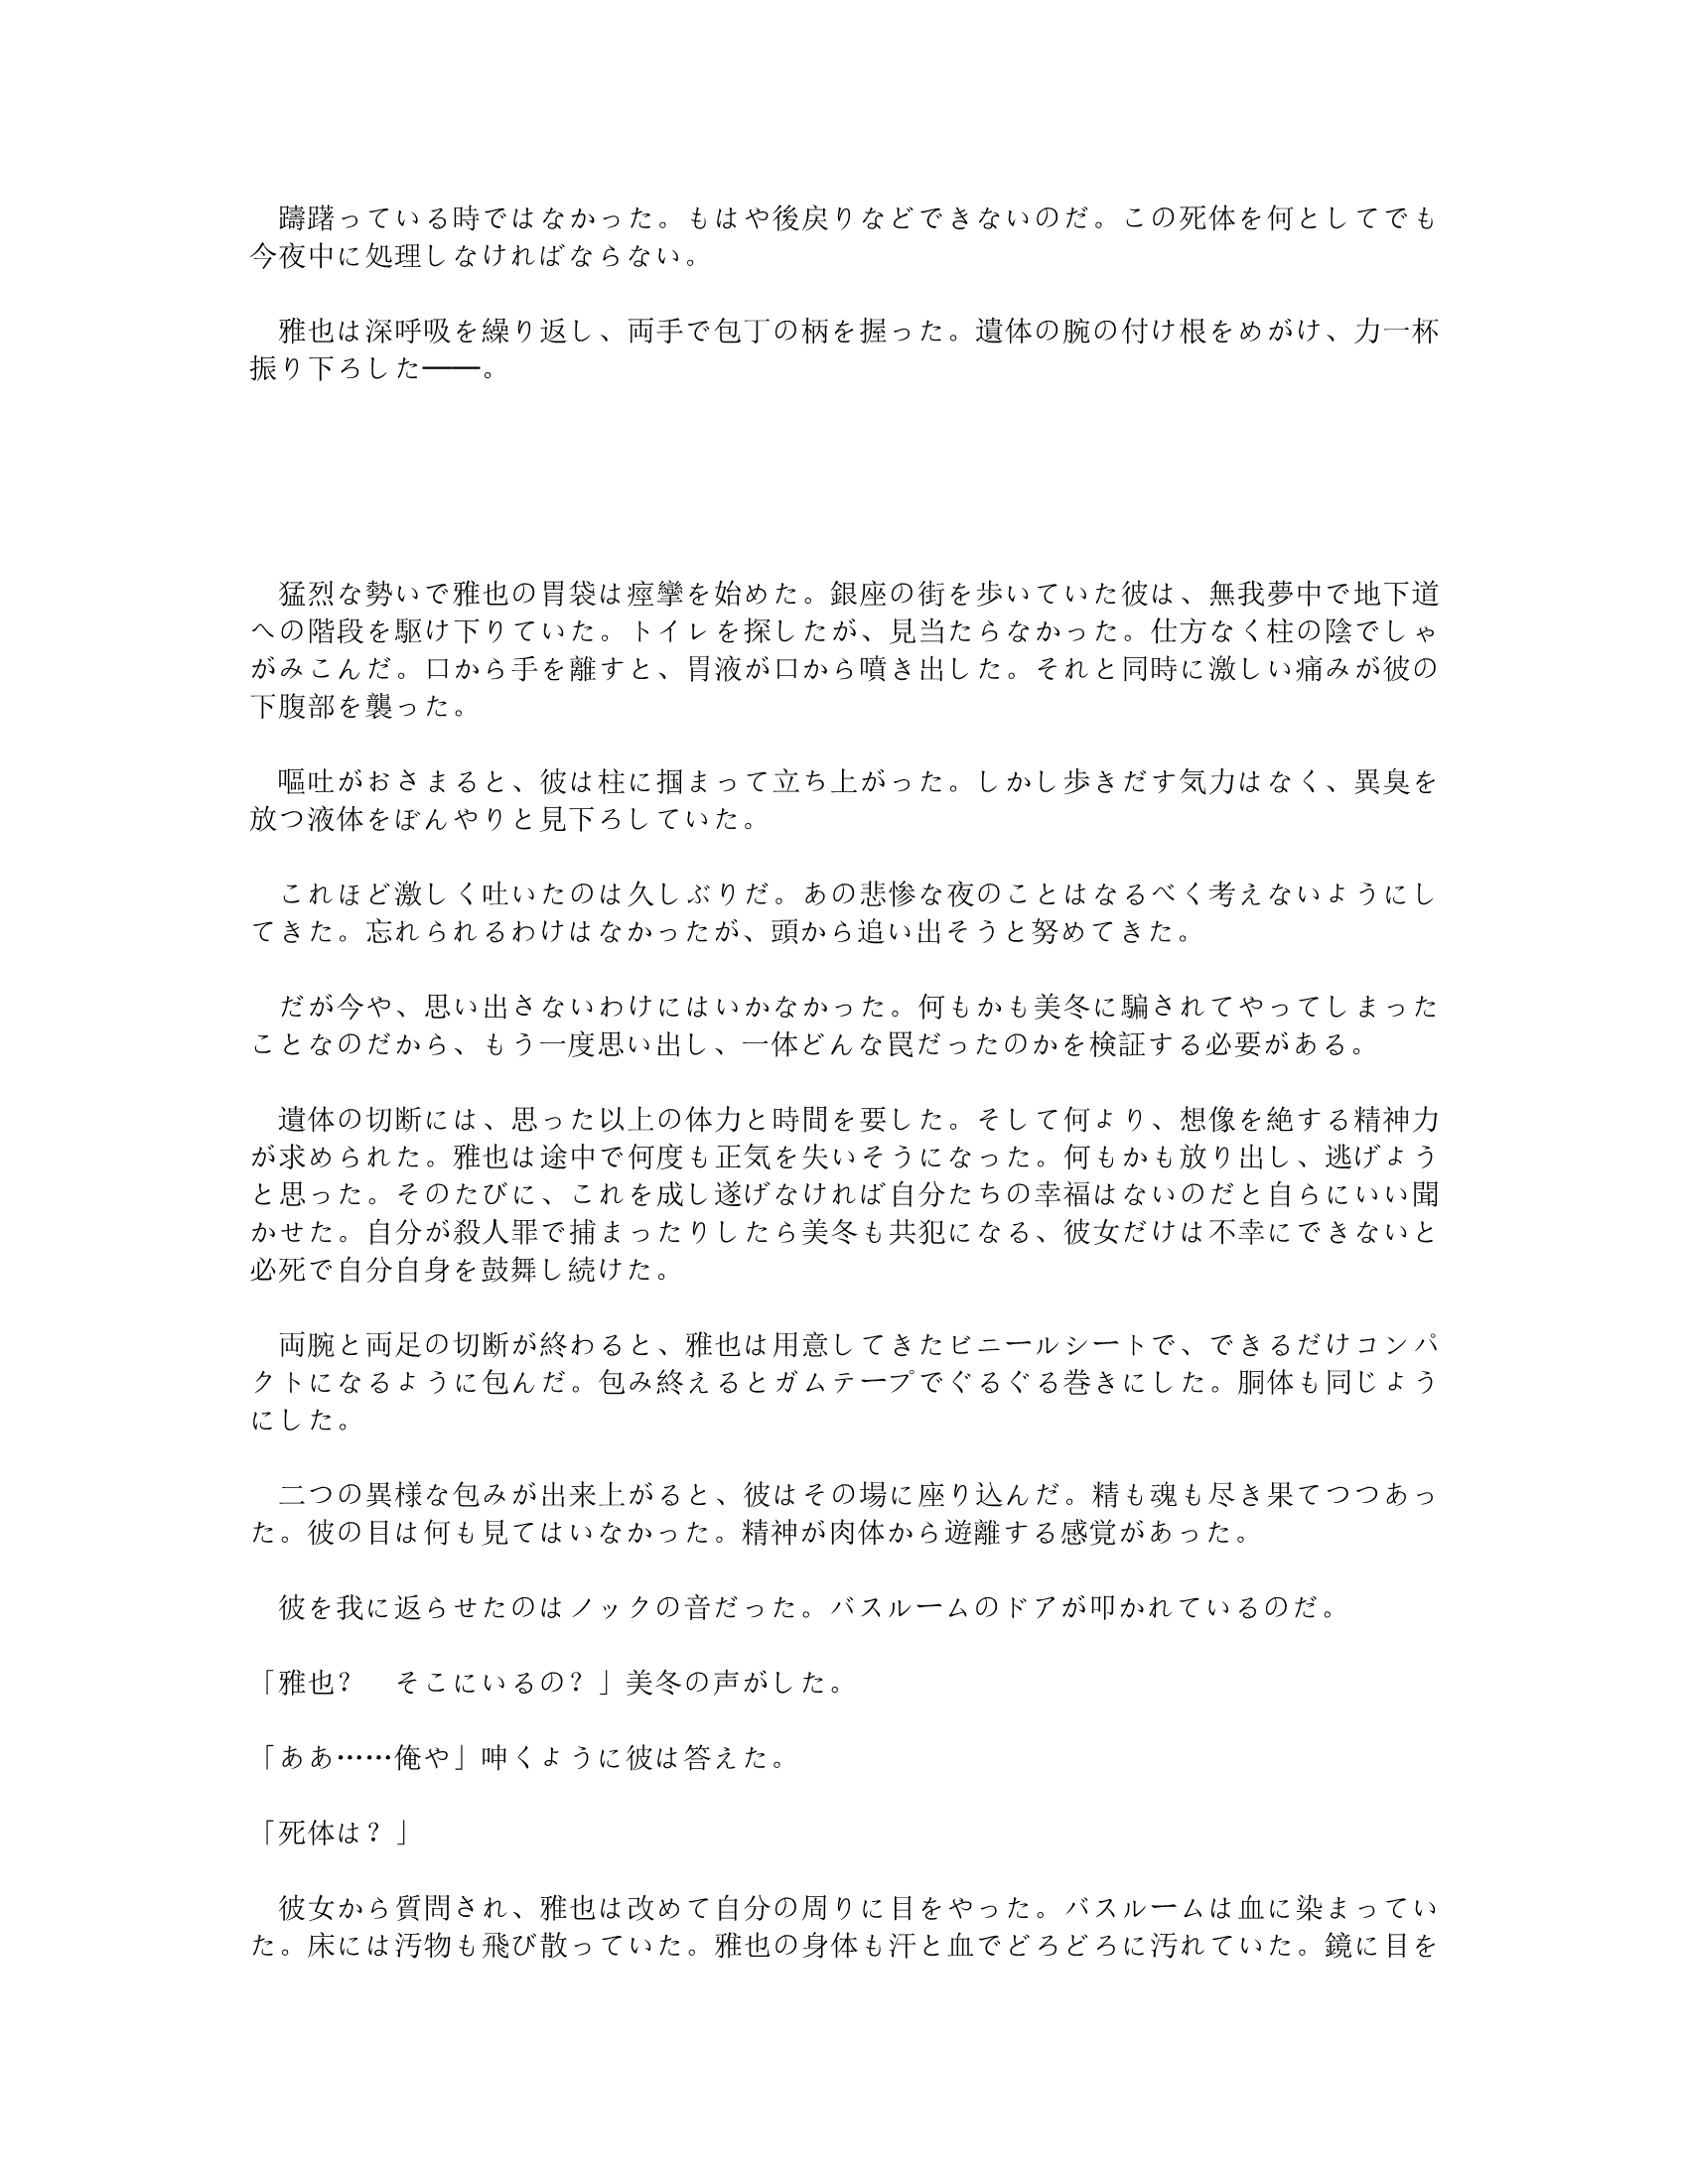 躊躇っている時ではなかった。もはや後戻りなどできないのだ。この死体を何としてでも
今夜中に処理しなければならない。
　雅也は深呼吸を繰り返し、両手で包丁の柄を握った。遺体の腕の付け根をめがけ、力一杯
振り下ろした――。
　猛烈な勢いで雅也の胃袋は痙攣を始めた。銀座の街を歩いていた彼は、無我夢中で地下道
への階段を駆け下りていた。トイレを探したが、見当たらなかった。仕方なく柱の陰でしゃ
がみこんだ。口から手を離すと、胃液が口から噴き出した。それと同時に激しい痛みが彼の
下腹部を襲った。
　嘔吐がおさまると、彼は柱に掴まって立ち上がった。しかし歩きだす気力はなく、異臭を
放つ液体をぼんやりと見下ろしていた。
　これほど激しく吐いたのは久しぶりだ。あの悲惨な夜のことはなるべく考えないようにし
てきた。忘れられるわけはなかったが、頭から追い出そうと努めてきた。
　だが今や、思い出さないわけにはいかなかった。何もかも美冬に騙されてやってしまった
ことなのだから、もう一度思い出し、一体どんな罠だったのかを検証する必要がある。
　遺体の切断には、思った以上の体力と時間を要した。そして何より、想像を絶する精神力
が求められた。雅也は途中で何度も正気を失いそうになった。何もかも放り出し、逃げよう
と思った。そのたびに、これを成し遂げなければ自分たちの幸福はないのだと自らにいい聞
かせた。自分が殺人罪で捕まったりしたら美冬も共犯になる、彼女だけは不幸にできないと
必死で自分自身を鼓舞し続けた。
　両腕と両足の切断が終わると、雅也は用意してきたビニールシートで、できるだけコンパ
クトになるように包んだ。包み終えるとガムテープでぐるぐる巻きにした。胴体も同じよう
にした。
　二つの異様な包みが出来上がると、彼はその場に座り込んだ。精も魂も尽き果てつつあっ
た。彼の目は何も見てはいなかった。精神が肉体から遊離する感覚があった。
　彼を我に返らせたのはノックの音だった。バスルームのドアが叩かれているのだ。
「雅也？　そこにいるの？」美冬の声がした。
「ああ……俺や」呻くように彼は答えた。
「死体は？」
　彼女から質問され、雅也は改めて自分の周りに目をやった。バスルームは血に染まってい
た。床には汚物も飛び散っていた。雅也の身体も汗と血でどろどろに汚れていた。鏡に目を